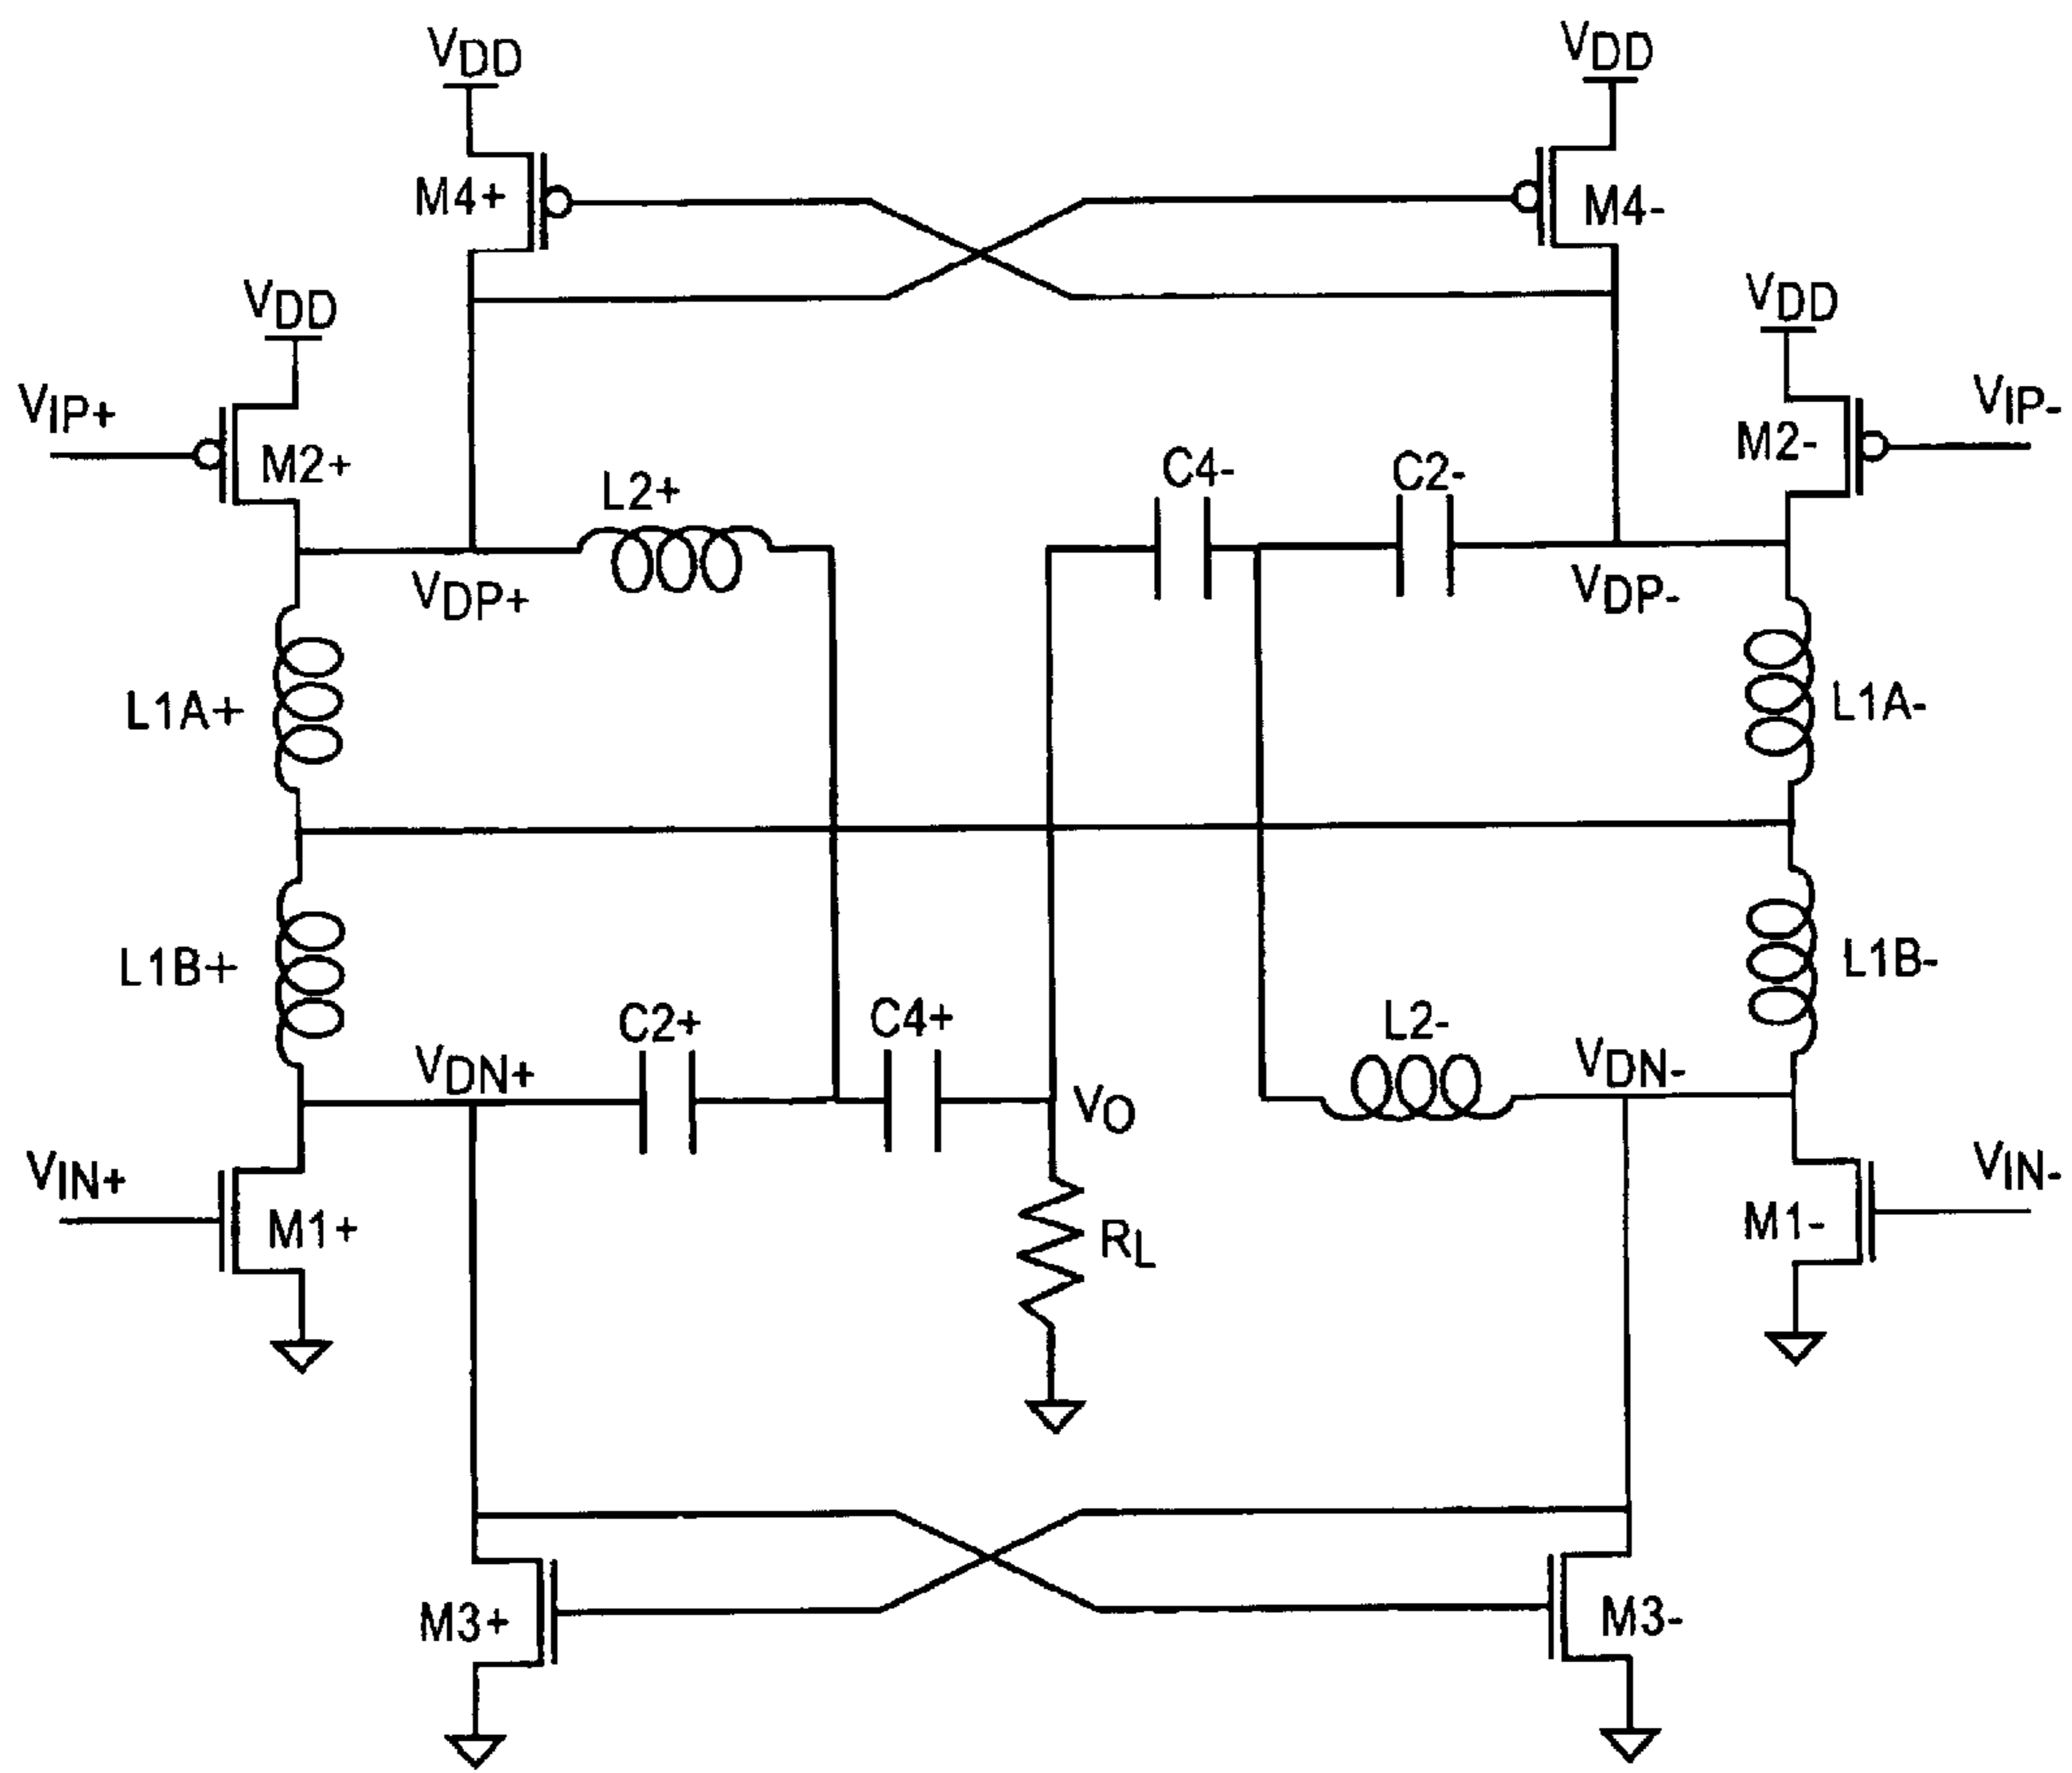 VDD
VDD
M4+
M4-
VDD
VDD
VIP+
VIP-
M2+
M2-
L2+
C4-
C2-
VDP+
VDP-
L1A+
L1A-
L1B+
L1B-
C2+
C4+
L2-
VDN+
VDN-
VO
VIN+
VIN-
M1+
RL
M1-
M3+
M3-